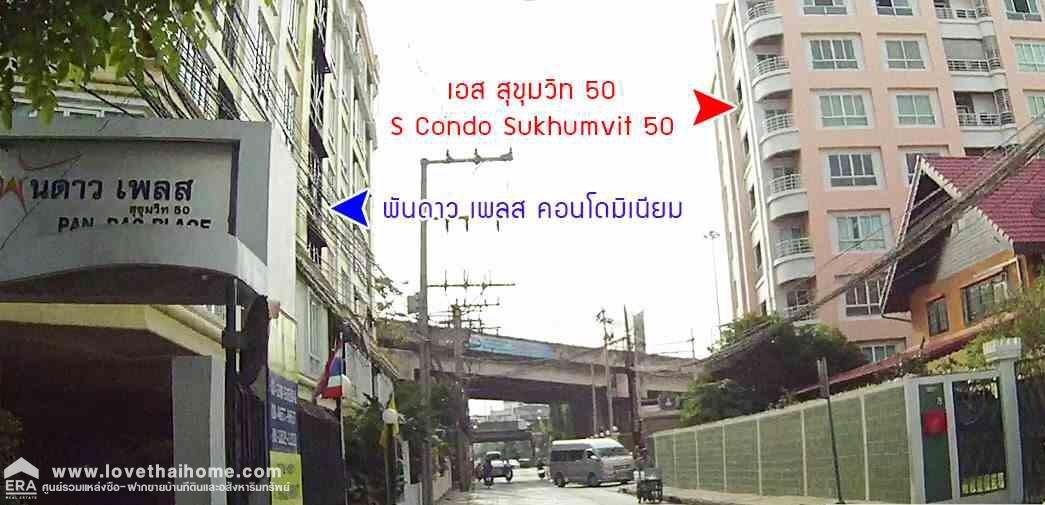 เอส สุขุมวิท 50
S Condo Sukhumvit 50
พันดาว เพลส คอนโดมิเนียม
นดาว เพลส
สุขุมวิท 50
PAN DAO PLACE
www.lovethaihome.com
ERA
REAL ESTATE
ศูนย์รวมแหล่งซื้อ-ฝากขายบ้านที่ดินและอสังหาริมทรัพย์